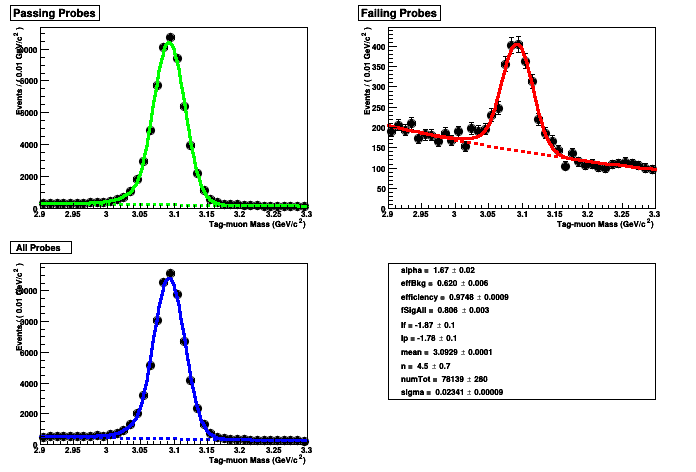 Passing Probes
Events / ( 0.01 GeV/c² )
8000
6000
4000
2000
0
2.9 2.95 3 3.05 3.1 3.15 3.2 3.25 3.3
Tag-muon Mass (GeV/c²)
Failing Probes
Events / ( 0.01 GeV/c² )
400
350
300
250
200
150
100
50
0
2.9 2.95 3 3.05 3.1 3.15 3.2 3.25 3.3
Tag-muon Mass (GeV/c²)
All Probes
Events / ( 0.01 GeV/c² )
8000
6000
4000
2000
0
2.9 2.95 3 3.05 3.1 3.15 3.2 3.25 3.3
Tag-muon Mass (GeV/c²)
alpha = 1.67 ± 0.02
effBkg = 0.620 ± 0.006
efficiency = 0.9748 ± 0.0009
fSigAll = 0.806 ± 0.003
lf = -1.87 ± 0.1
lp = -1.78 ± 0.1
mean = 3.0929 ± 0.0001
n = 4.5 ± 0.7
numTot = 78139 ± 280
sigma = 0.02341 ± 0.00009